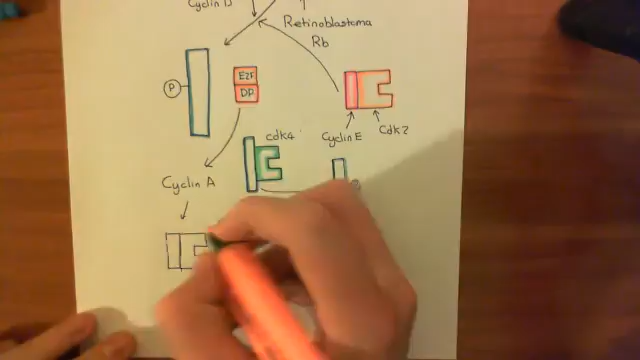 Cyclin D
Retinoblastoma
Rb
P
E2F
DP
Cyclin E
Cdk2
cdk4
Cyclin A